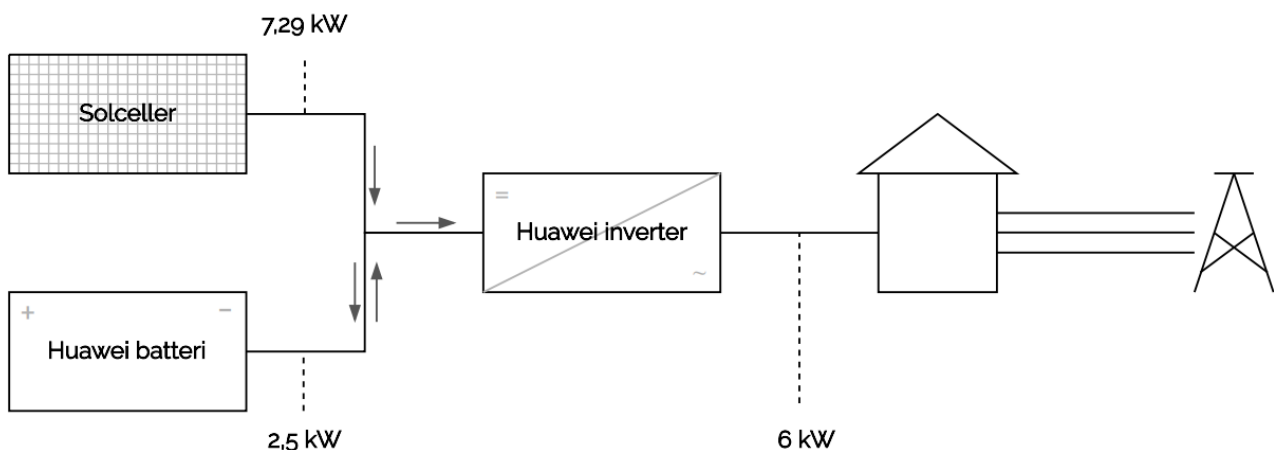 7,29 kW
Solceller
=
Huawei inverter
~
+ −
Huawei batteri
2,5 kW
6 kW